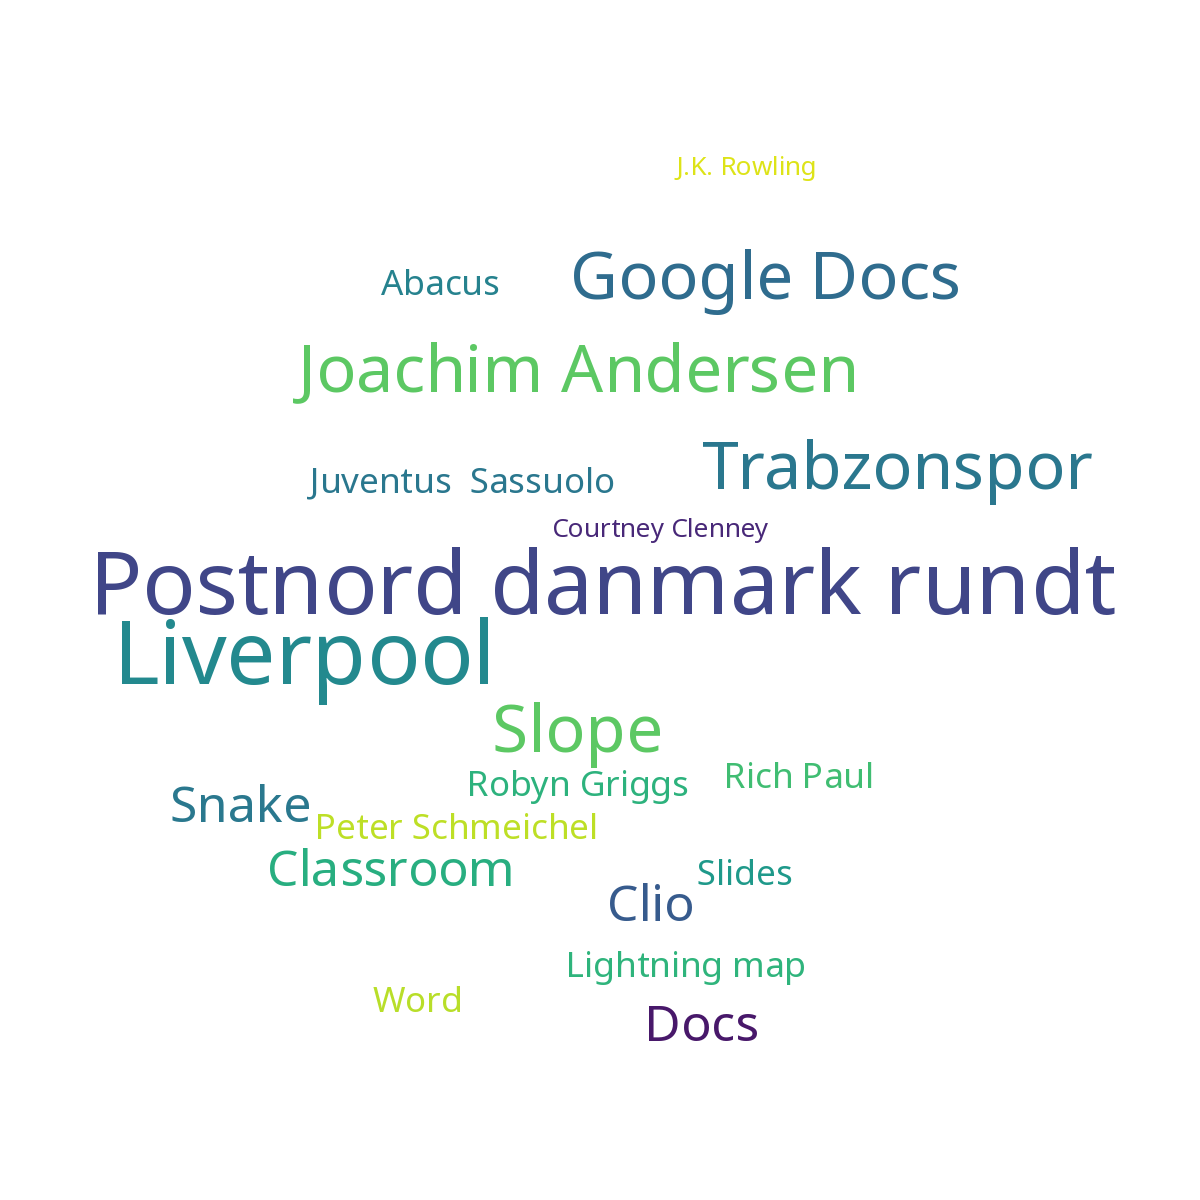 J.K. Rowling
Abacus
Google Docs
Joachim Andersen
Trabzonspor
Juventus
Sassuolo
Courtney Clenney
Postnord danmark rundt
Liverpool
Slope
Robyn Griggs
Rich Paul
Snake
Peter Schmeichel
Classroom
Slides
Clio
Lightning map
Word
Docs